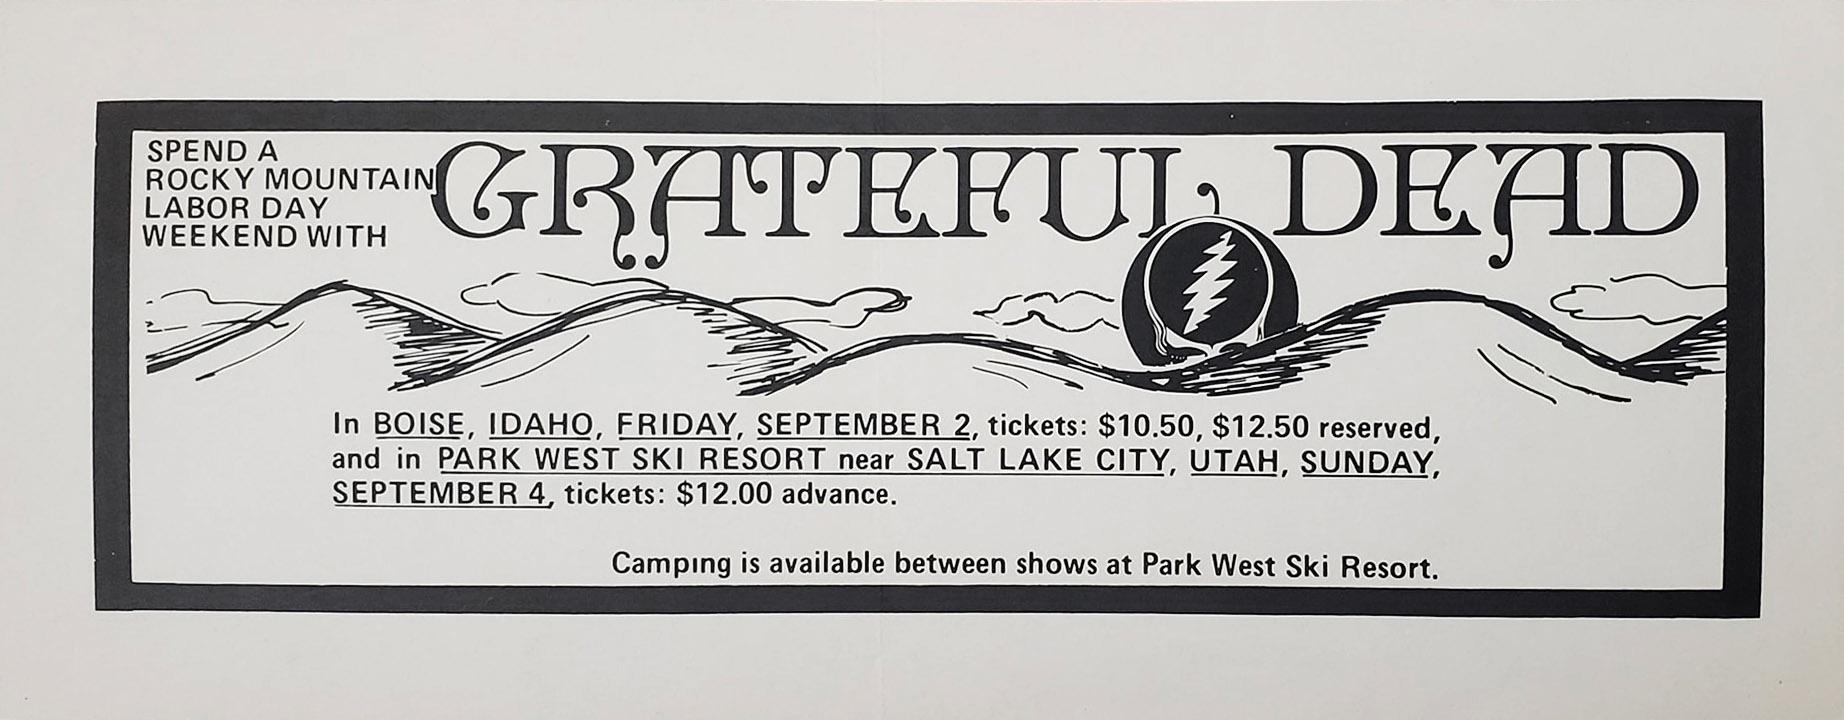 SPEND A
ROCKY MOUNTAIN
LABOR DAY
WEEKEND WITH
GRATEFUL DEAD
In BOISE, IDAHO, FRIDAY, SEPTEMBER 2, tickets: $10.50, $12.50 reserved,
and in PARK WEST SKI RESORT near SALT LAKE CITY, UTAH, SUNDAY,
SEPTEMBER 4, tickets: $12.00 advance.
Camping is available between shows at Park West Ski Resort.